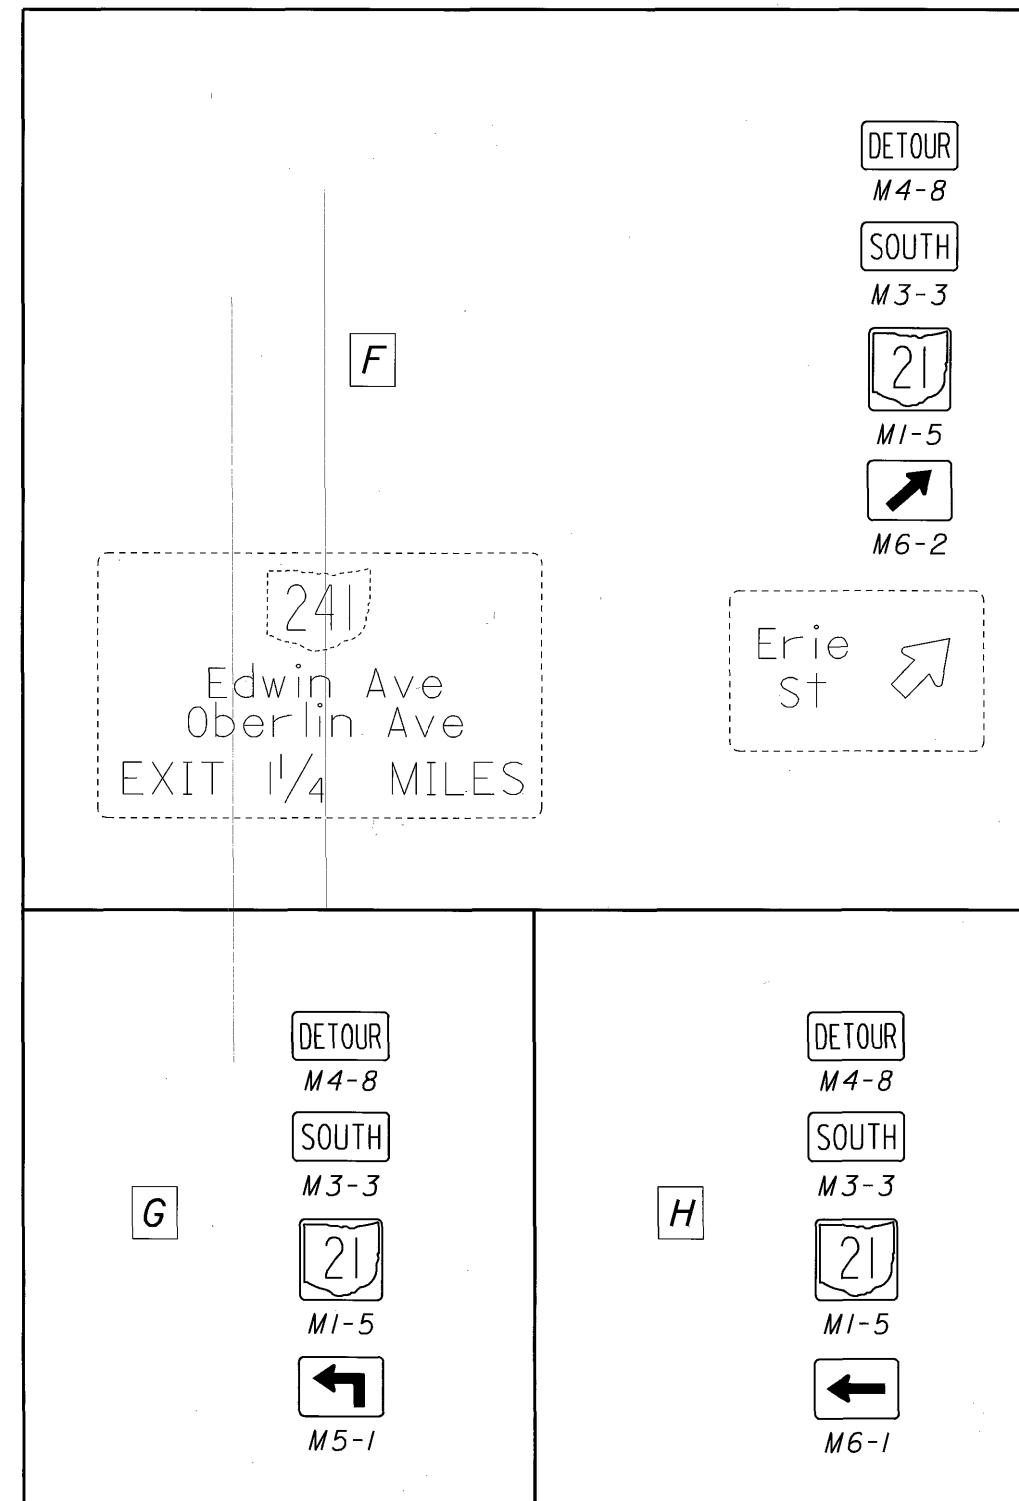 DETOUR
M4-8
SOUTH
M3-3
F
21
M1-5
M6-2
241
Edwin Ave
Oberlin Ave
EXIT 1 1/4 MILES
Erie
St
DETOUR
M4-8
SOUTH
M3-3
G
21
M1-5
M5-1
DETOUR
M4-8
SOUTH
M3-3
H
21
M1-5
M6-1